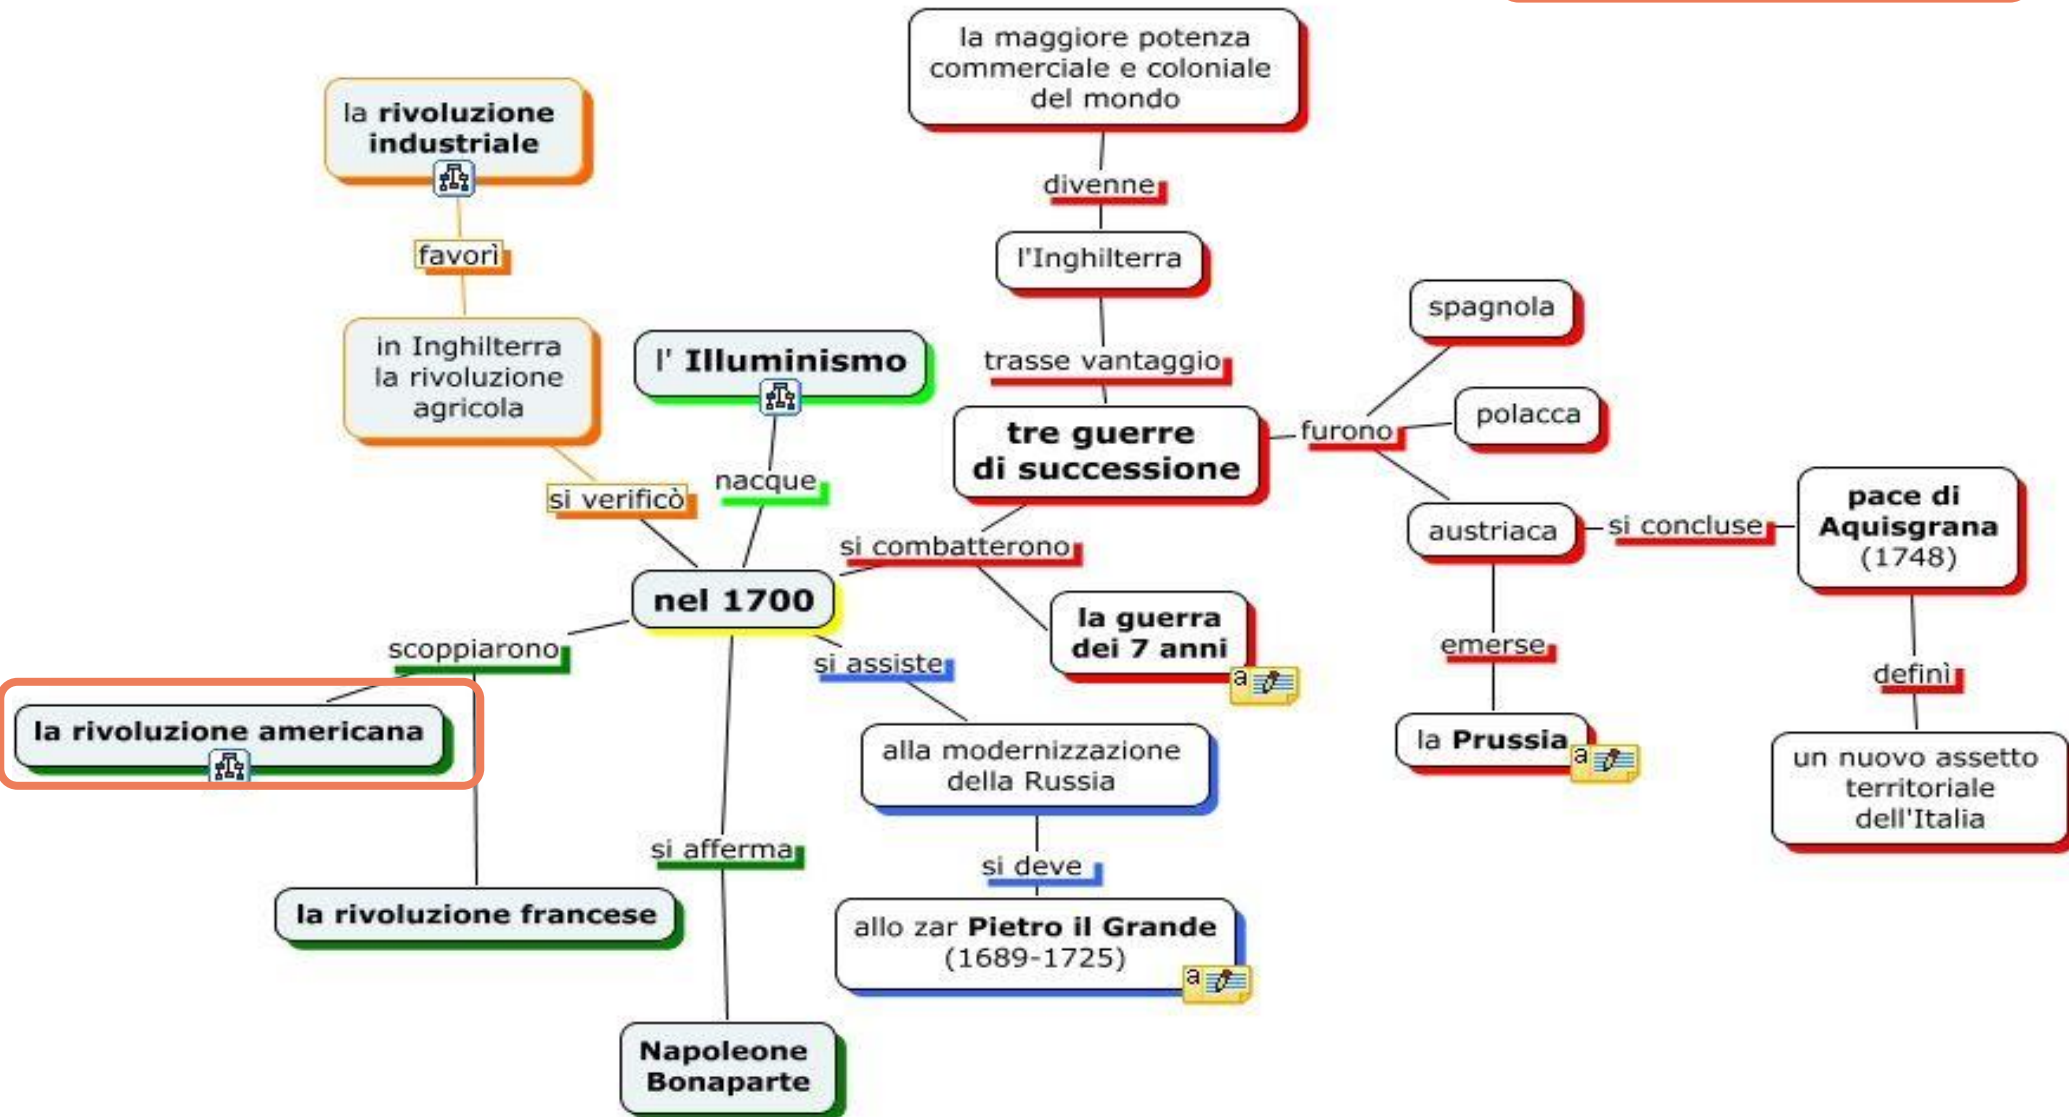 la maggiore potenza
commerciale e coloniale
del mondo
la rivoluzione
industriale
divenne
favorì
l'Inghilterra
spagnola
in Inghilterra
la rivoluzione
agricola
l' Illuminismo
trasse vantaggio
polacca
tre guerre
di successione
furono
nacque
si verificò
pace di
Aquisgrana
(1748)
austriaca
si concluse
si combatterono
nel 1700
la guerra
dei 7 anni
scoppiarono
si assiste
emerse
definì
a
la rivoluzione americana
alla modernizzazione
della Russia
la Prussia
a
un nuovo assetto
territoriale
dell'Italia
si afferma
si deve
la rivoluzione francese
allo zar Pietro il Grande
(1689-1725)
a
Napoleone
Bonaparte